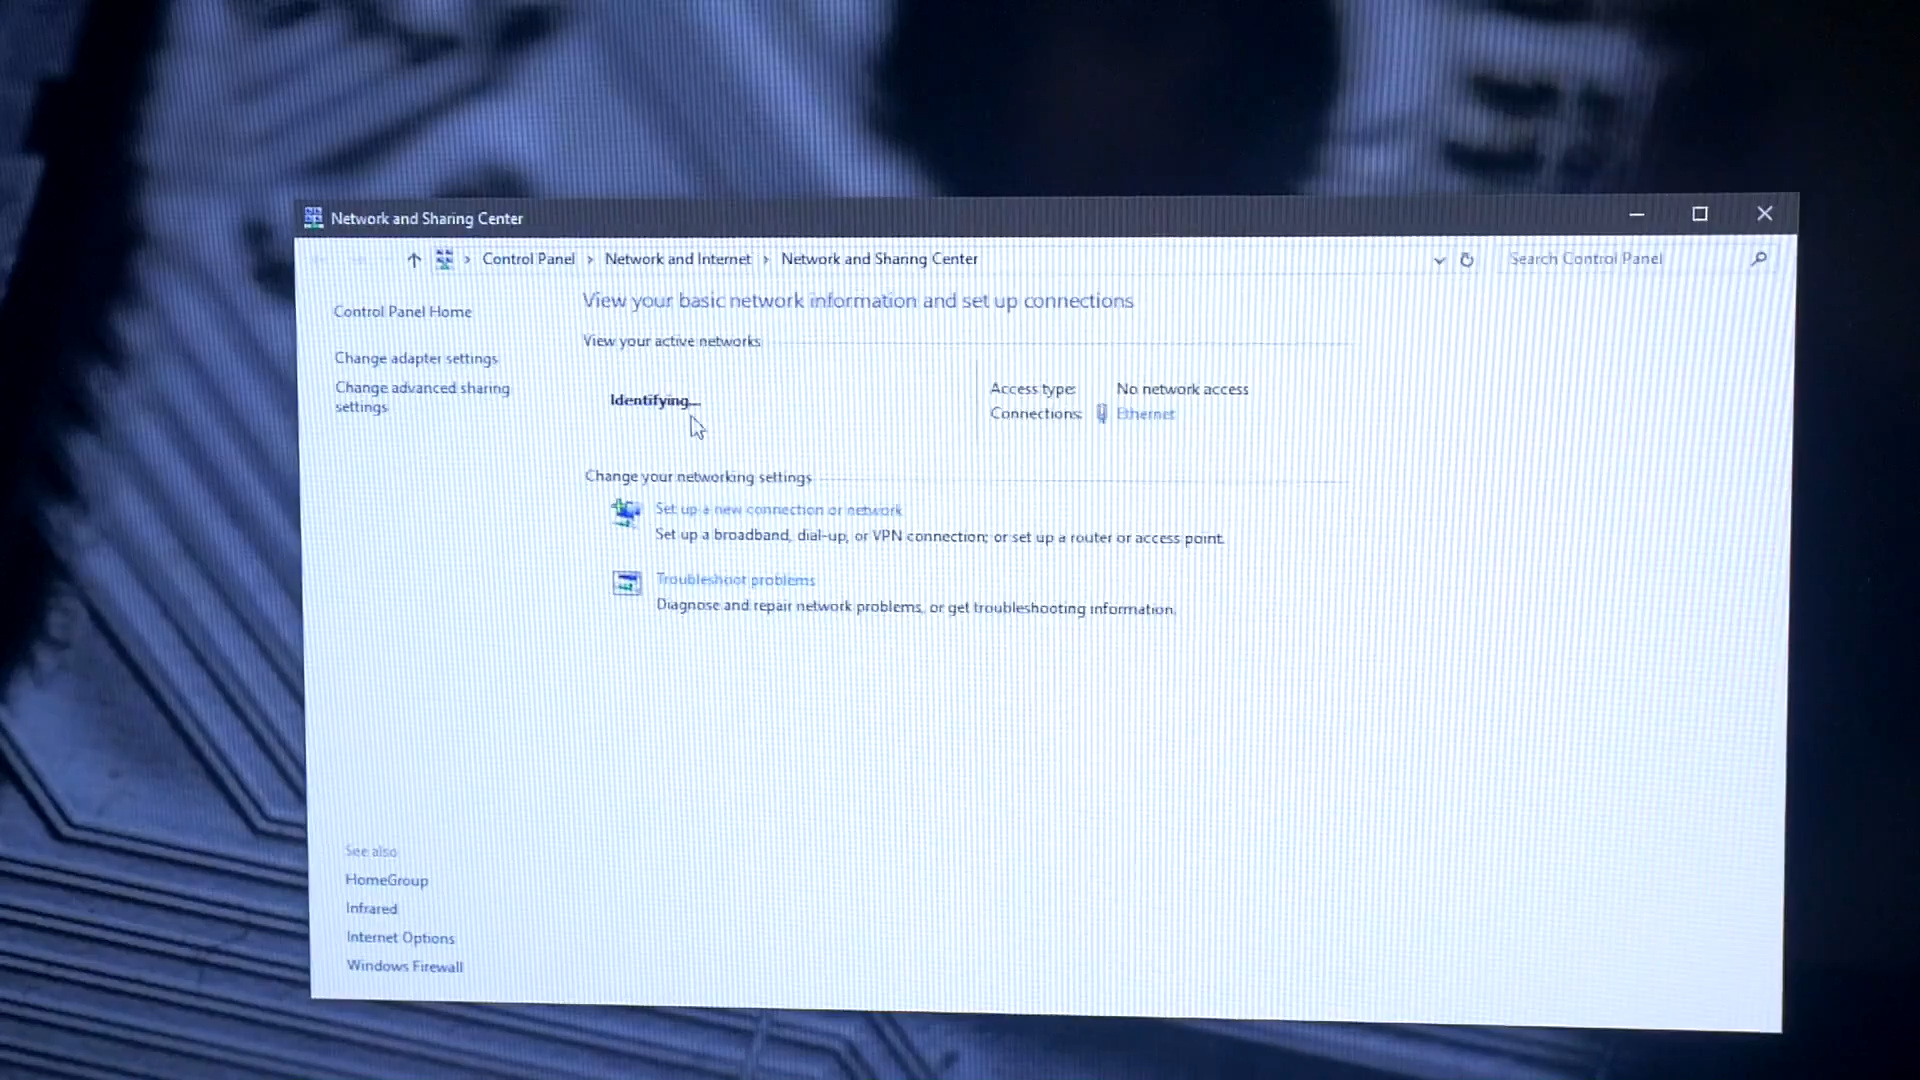 Network and Sharing Center
Control Panel > Network and Internet > Network and Sharing Center
Search Control Panel
Control Panel Home
Change adapter settings
Change advanced sharing
settings
View your basic network information and set up connections
View your active networks
Identifying...
Access type: No network access
Connections: Ethernet
Change your networking settings
Set up a new connection or network
Set up a broadband, dial-up, or VPN connection; or set up a router or access point.
Troubleshoot problems
Diagnose and repair network problems, or get troubleshooting information.
See also
HomeGroup
Infrared
Internet Options
Windows Firewall